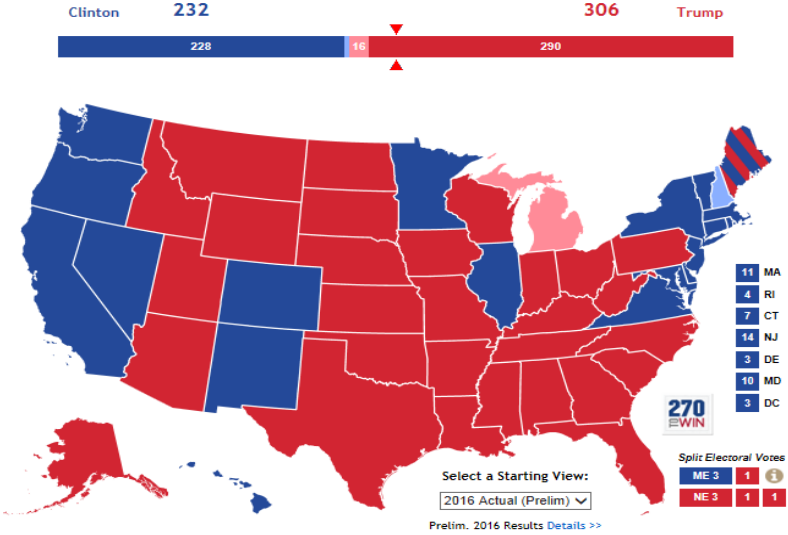 Clinton 232 306 Trump
228 16 290
11 MA
4 RI
7 CT
14 NJ
3 DE
10 MD
3 DC
270
TO WIN
Split Electoral Votes
ME 3 1 i
NE 3 1 1
Select a Starting View:
2016 Actual (Prelim)
Prelim. 2016 Results Details >>